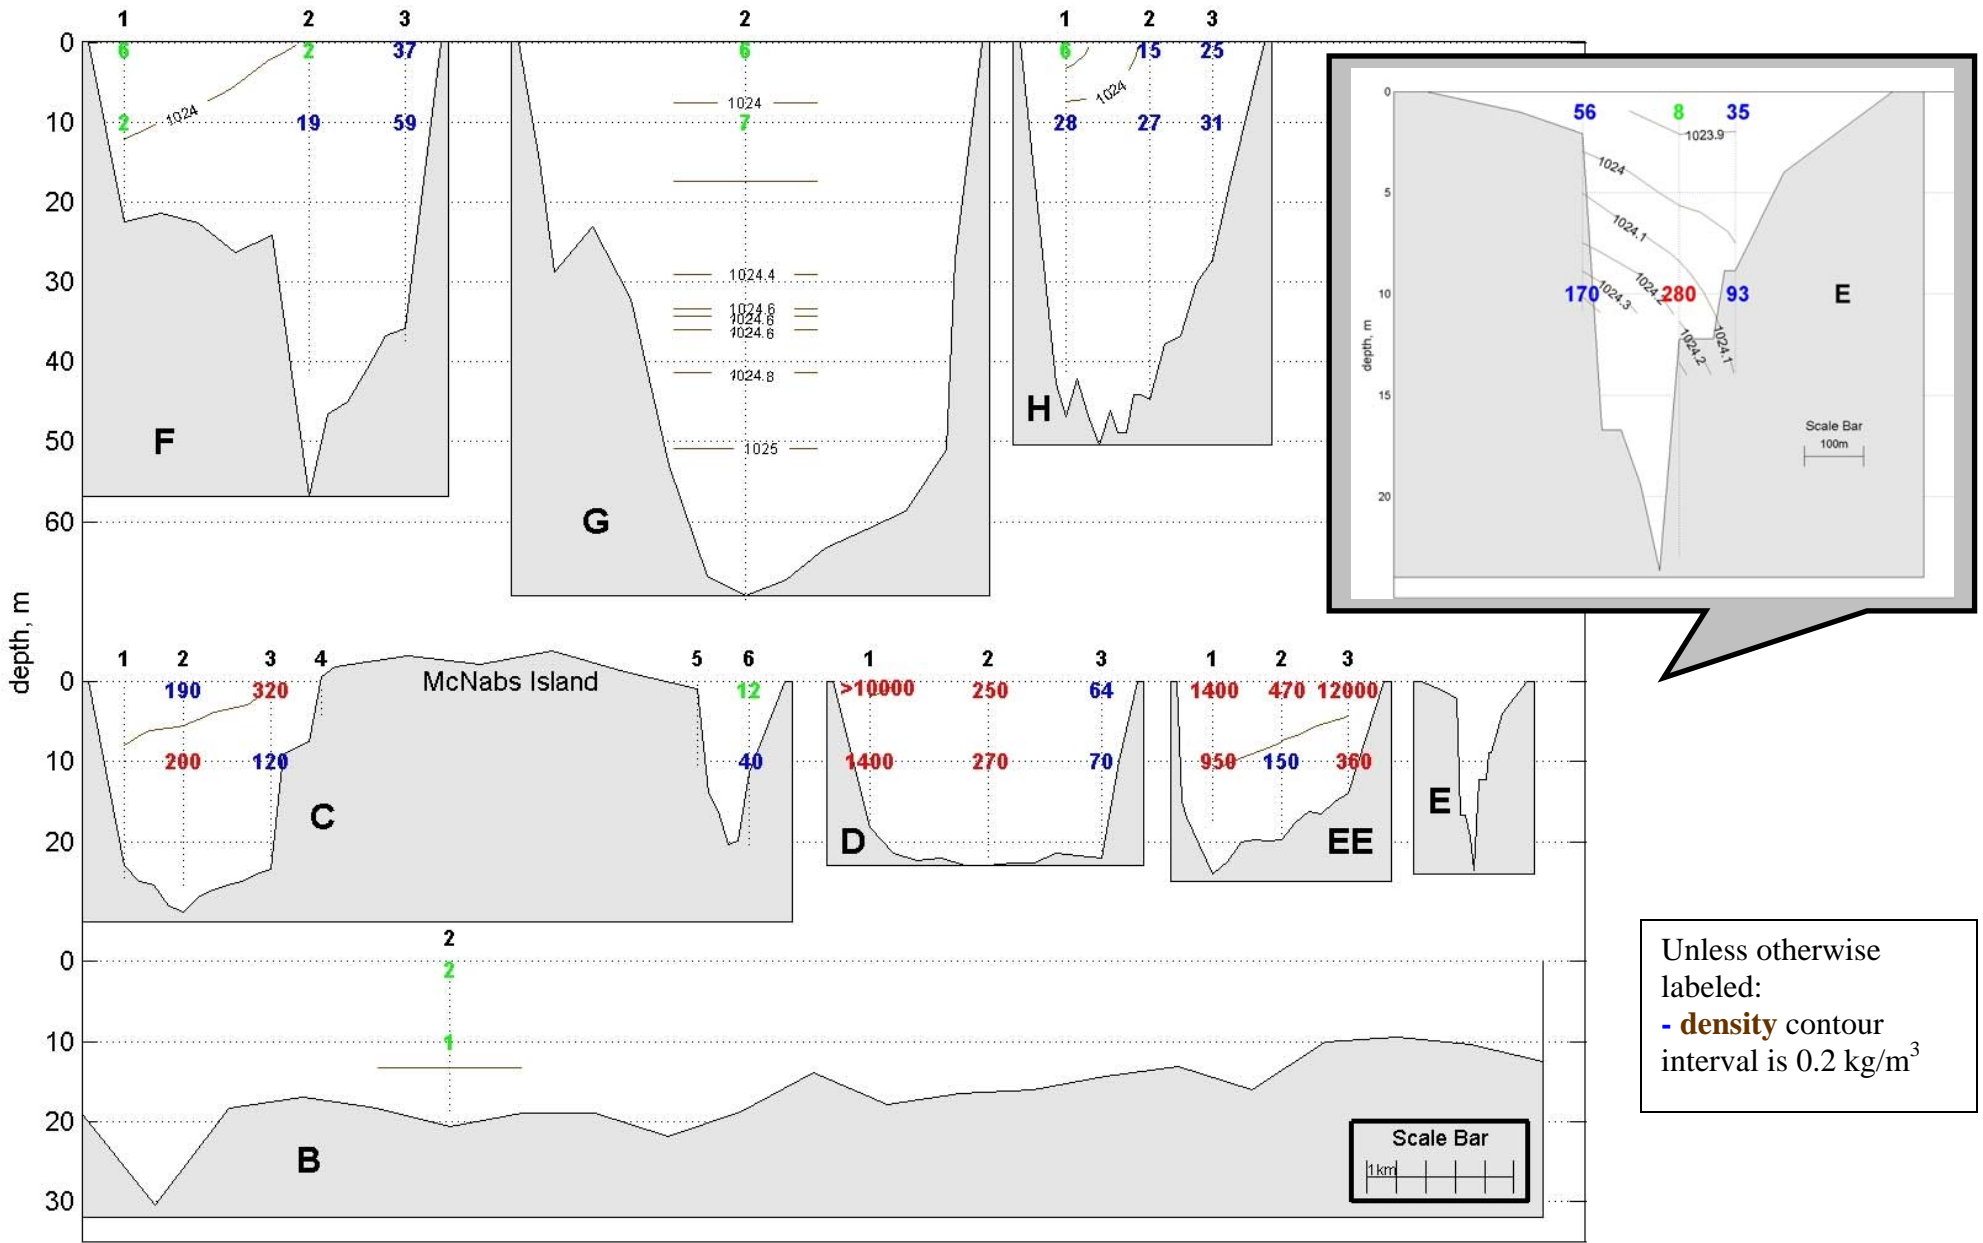 1 2 3 2 1 2 3
0 6 2 37 6 6 15 25
1024
1024
1024
10 2 19 59 7 28 27 31
20
30 1024.4
1024.6
1024.6
1024.6
40 1024.8
H
50 F 1025
60 G
0 56 8 35
1023.9
1024
5
1024.1
10 170 1024.3 1024.2 280 93 E
1024.2 1024.1
depth, m
15
Scale Bar
100m
20
depth, m
1 2 3 4 5 6 1 2 3 1 2 3
McNabs Island
0 190 320 12 >10000 250 64 1400 470 12000
10 200 120 40 1400 270 70 950 150 360
C E
20 D EE
2
0 2
10 1
20
B
30
Scale Bar
1km
Unless otherwise
labeled:
- density contour
interval is 0.2 kg/m³